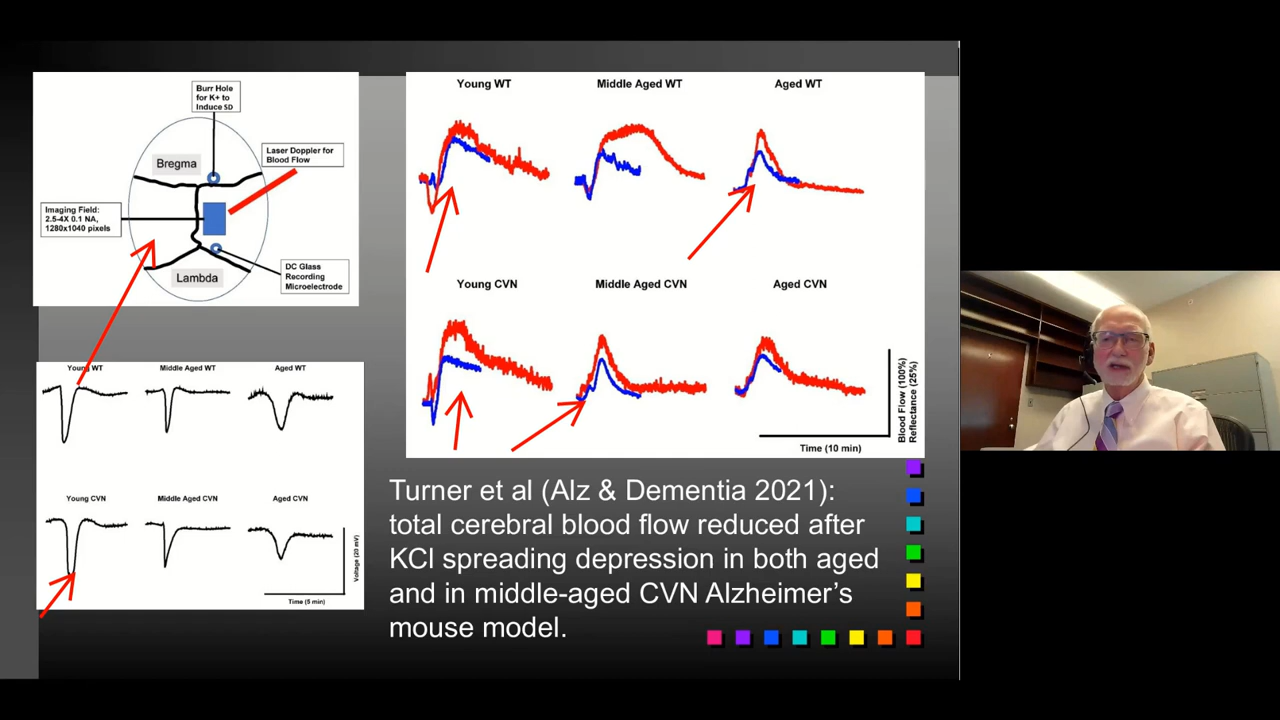 Burr Hole
for K+ to
Induce SD
Bregma
Laser Doppler for
Blood Flow
Imaging Field:
2.5-4X 0.1 NA,
1280x1040 pixels
Lambda
DC Glass
Recording
Microelectrode
Young WT
Middle Aged WT
Aged WT
Young CVN
Middle Aged CVN
Aged CVN
Voltage (20 mV)
Time (5 min)
Young WT
Middle Aged WT
Aged WT
Young CVN
Middle Aged CVN
Aged CVN
Blood Flow (100%)
Reflectance (25%)
Time (10 min)
Turner et al (Alz & Dementia 2021):
total cerebral blood flow reduced after
KCl spreading depression in both aged
and in middle-aged CVN Alzheimer’s
mouse model.